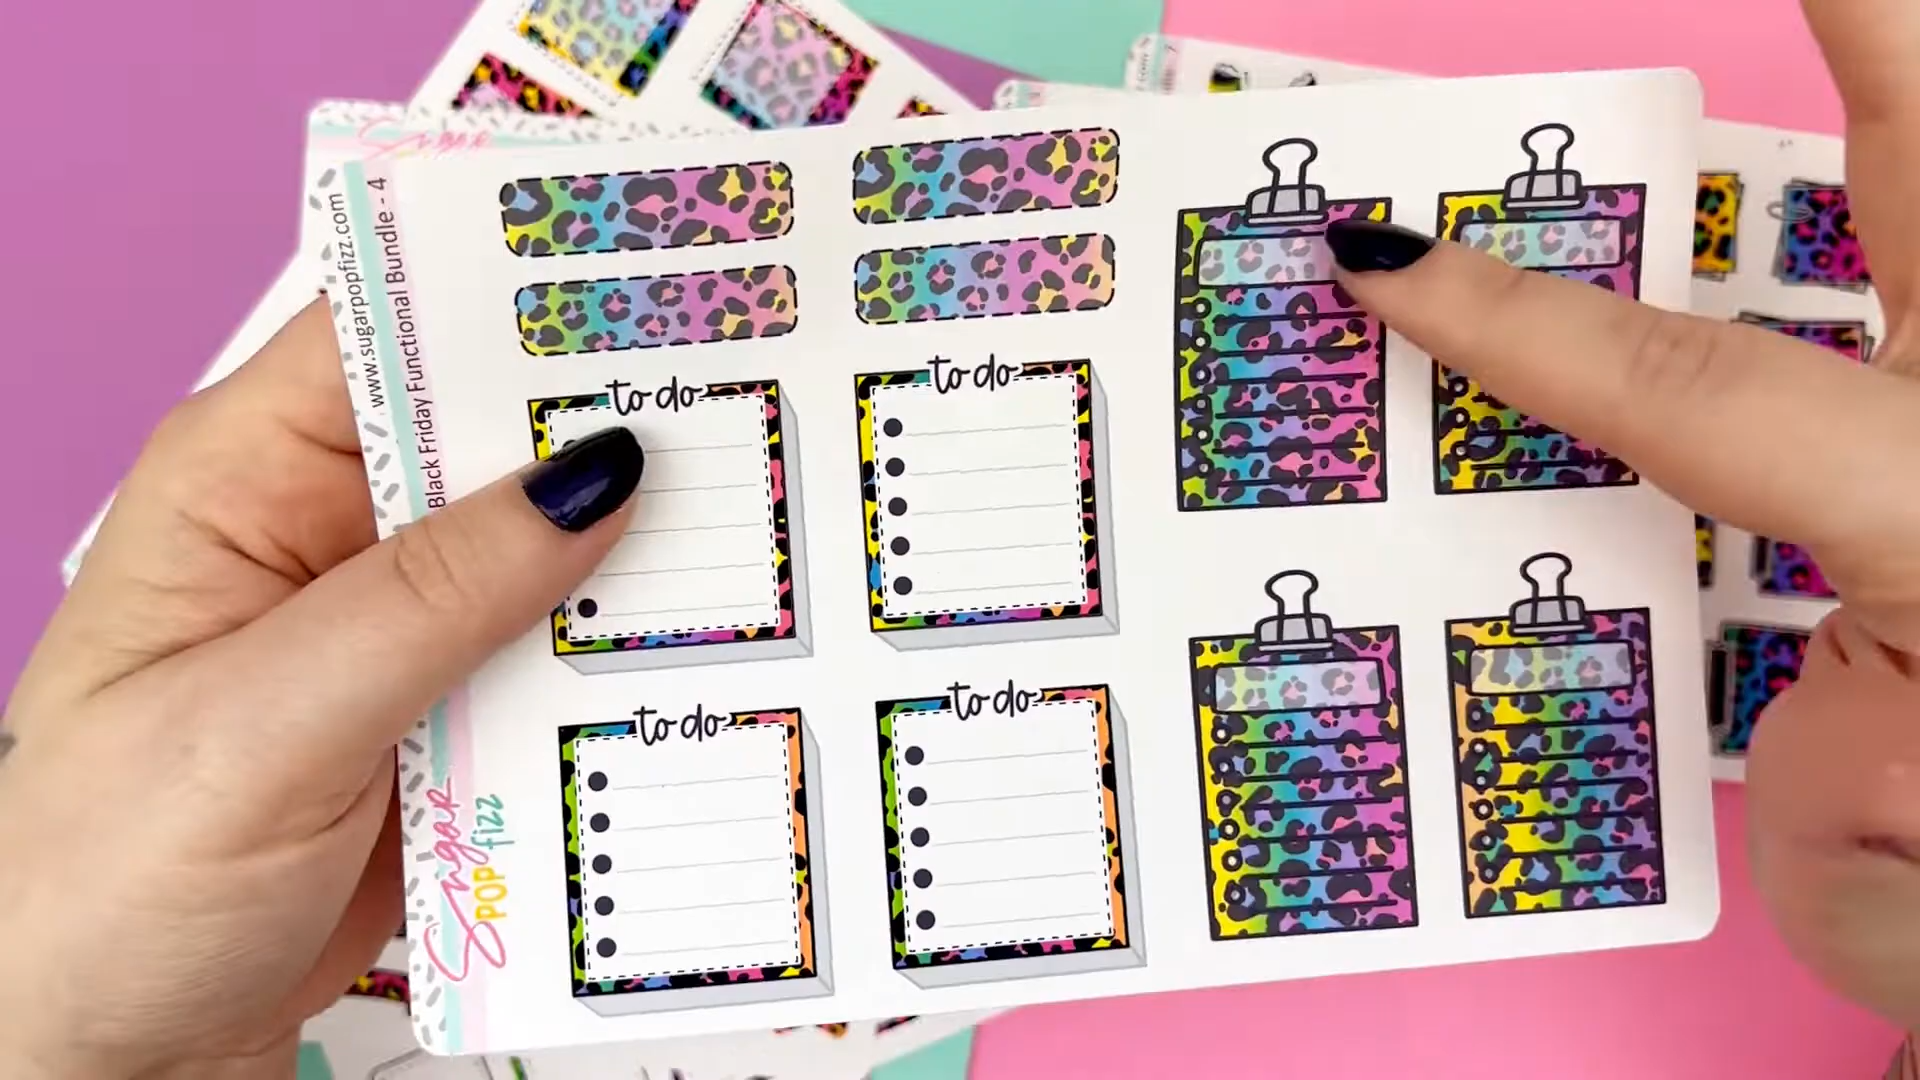 Sugar
www.sugarpopfizz.com
Black Friday Functional Bundle - 4
to do
to do
to do
to do
Sugar
POP
fizz